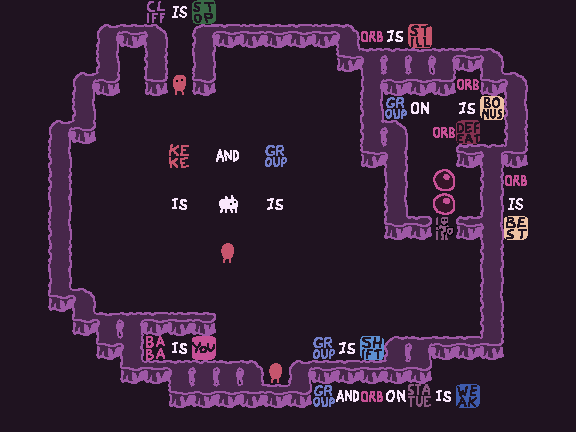 CLIFF IS STOP
ORB IS STILL
ORB
GROUP ON IS BONUS
ORB DEFEAT
KEKE AND GROUP
ORB
IS IS IS
BEST
BABA IS YOU GROUP IS SHIFT
GROUP AND ORB ON STATUE IS WEAK